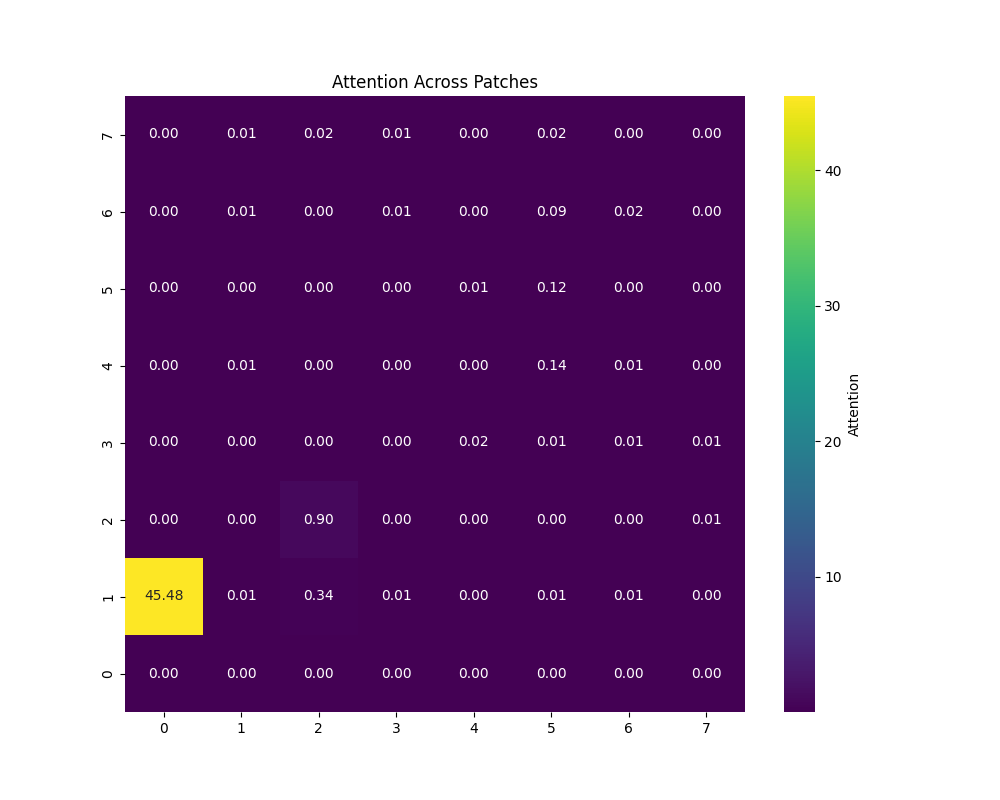 Attention Across Patches
7 0.00 0.01 0.02 0.01 0.00 0.02 0.00 0.00
6 0.00 0.01 0.00 0.01 0.00 0.09 0.02 0.00
5 0.00 0.00 0.00 0.00 0.01 0.12 0.00 0.00
4 0.00 0.01 0.00 0.00 0.00 0.14 0.01 0.00
3 0.00 0.00 0.00 0.00 0.02 0.01 0.01 0.01
2 0.00 0.00 0.90 0.00 0.00 0.00 0.00 0.01
1 45.48 0.01 0.34 0.01 0.00 0.01 0.01 0.00
0 0.00 0.00 0.00 0.00 0.00 0.00 0.00 0.00
0 1 2 3 4 5 6 7
40
30
20
10
Attention